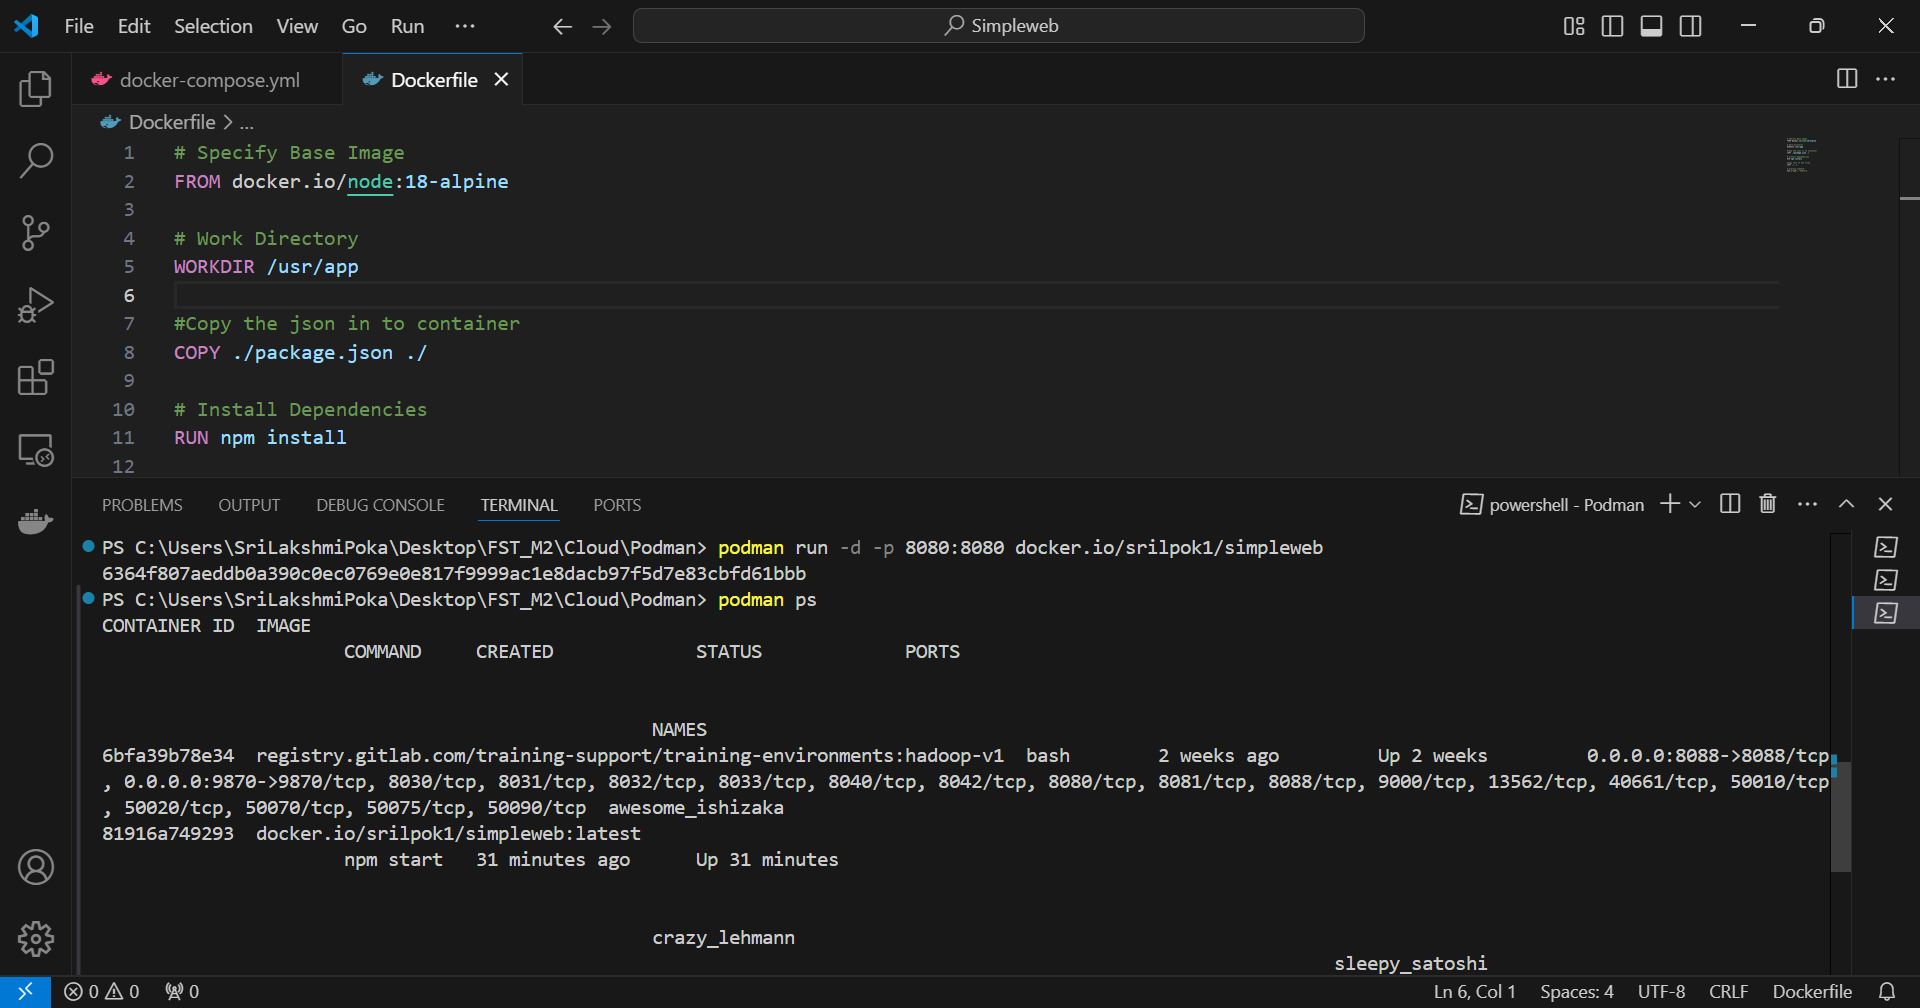 File Edit Selection View Go Run ... Simpleweb
docker-compose.yml Dockerfile
Dockerfile > ...
1 # Specify Base Image
2 FROM docker.io/node:18-alpine
3
4 # Work Directory
5 WORKDIR /usr/app
6
7 #Copy the json in to container
8 COPY ./package.json ./
9
10 # Install Dependencies
11 RUN npm install
12
PROBLEMS OUTPUT DEBUG CONSOLE TERMINAL PORTS powershell - Podman
PS C:\Users\SriLakshmiPoka\Desktop\FST_M2\Cloud\Podman> podman run -d -p 8080:8080 docker.io/srilpok1/simpleweb
6364f807aeddb0a390c0ec0769e0e817f9999ac1e8dacb97f5d7e83cbfd61bbb
PS C:\Users\SriLakshmiPoka\Desktop\FST_M2\Cloud\Podman> podman ps
CONTAINER ID IMAGE
COMMAND CREATED STATUS PORTS
NAMES
6bfa39b78e34 registry.gitlab.com/training-support/training-environments:hadoop-v1 bash 2 weeks ago Up 2 weeks 0.0.0.0:8088->8088/tcp
, 0.0.0.0:9870->9870/tcp, 8030/tcp, 8031/tcp, 8032/tcp, 8033/tcp, 8040/tcp, 8042/tcp, 8080/tcp, 8081/tcp, 8088/tcp, 9000/tcp, 13562/tcp, 40661/tcp, 50010/tcp
, 50020/tcp, 50070/tcp, 50075/tcp, 50090/tcp awesome_ishizaka
81916a749293 docker.io/srilpok1/simpleweb:latest
npm start 31 minutes ago Up 31 minutes
crazy_lehmann
sleepy_satoshi
0 0 0 Ln 6, Col 1 Spaces: 4 UTF-8 CRLF Dockerfile